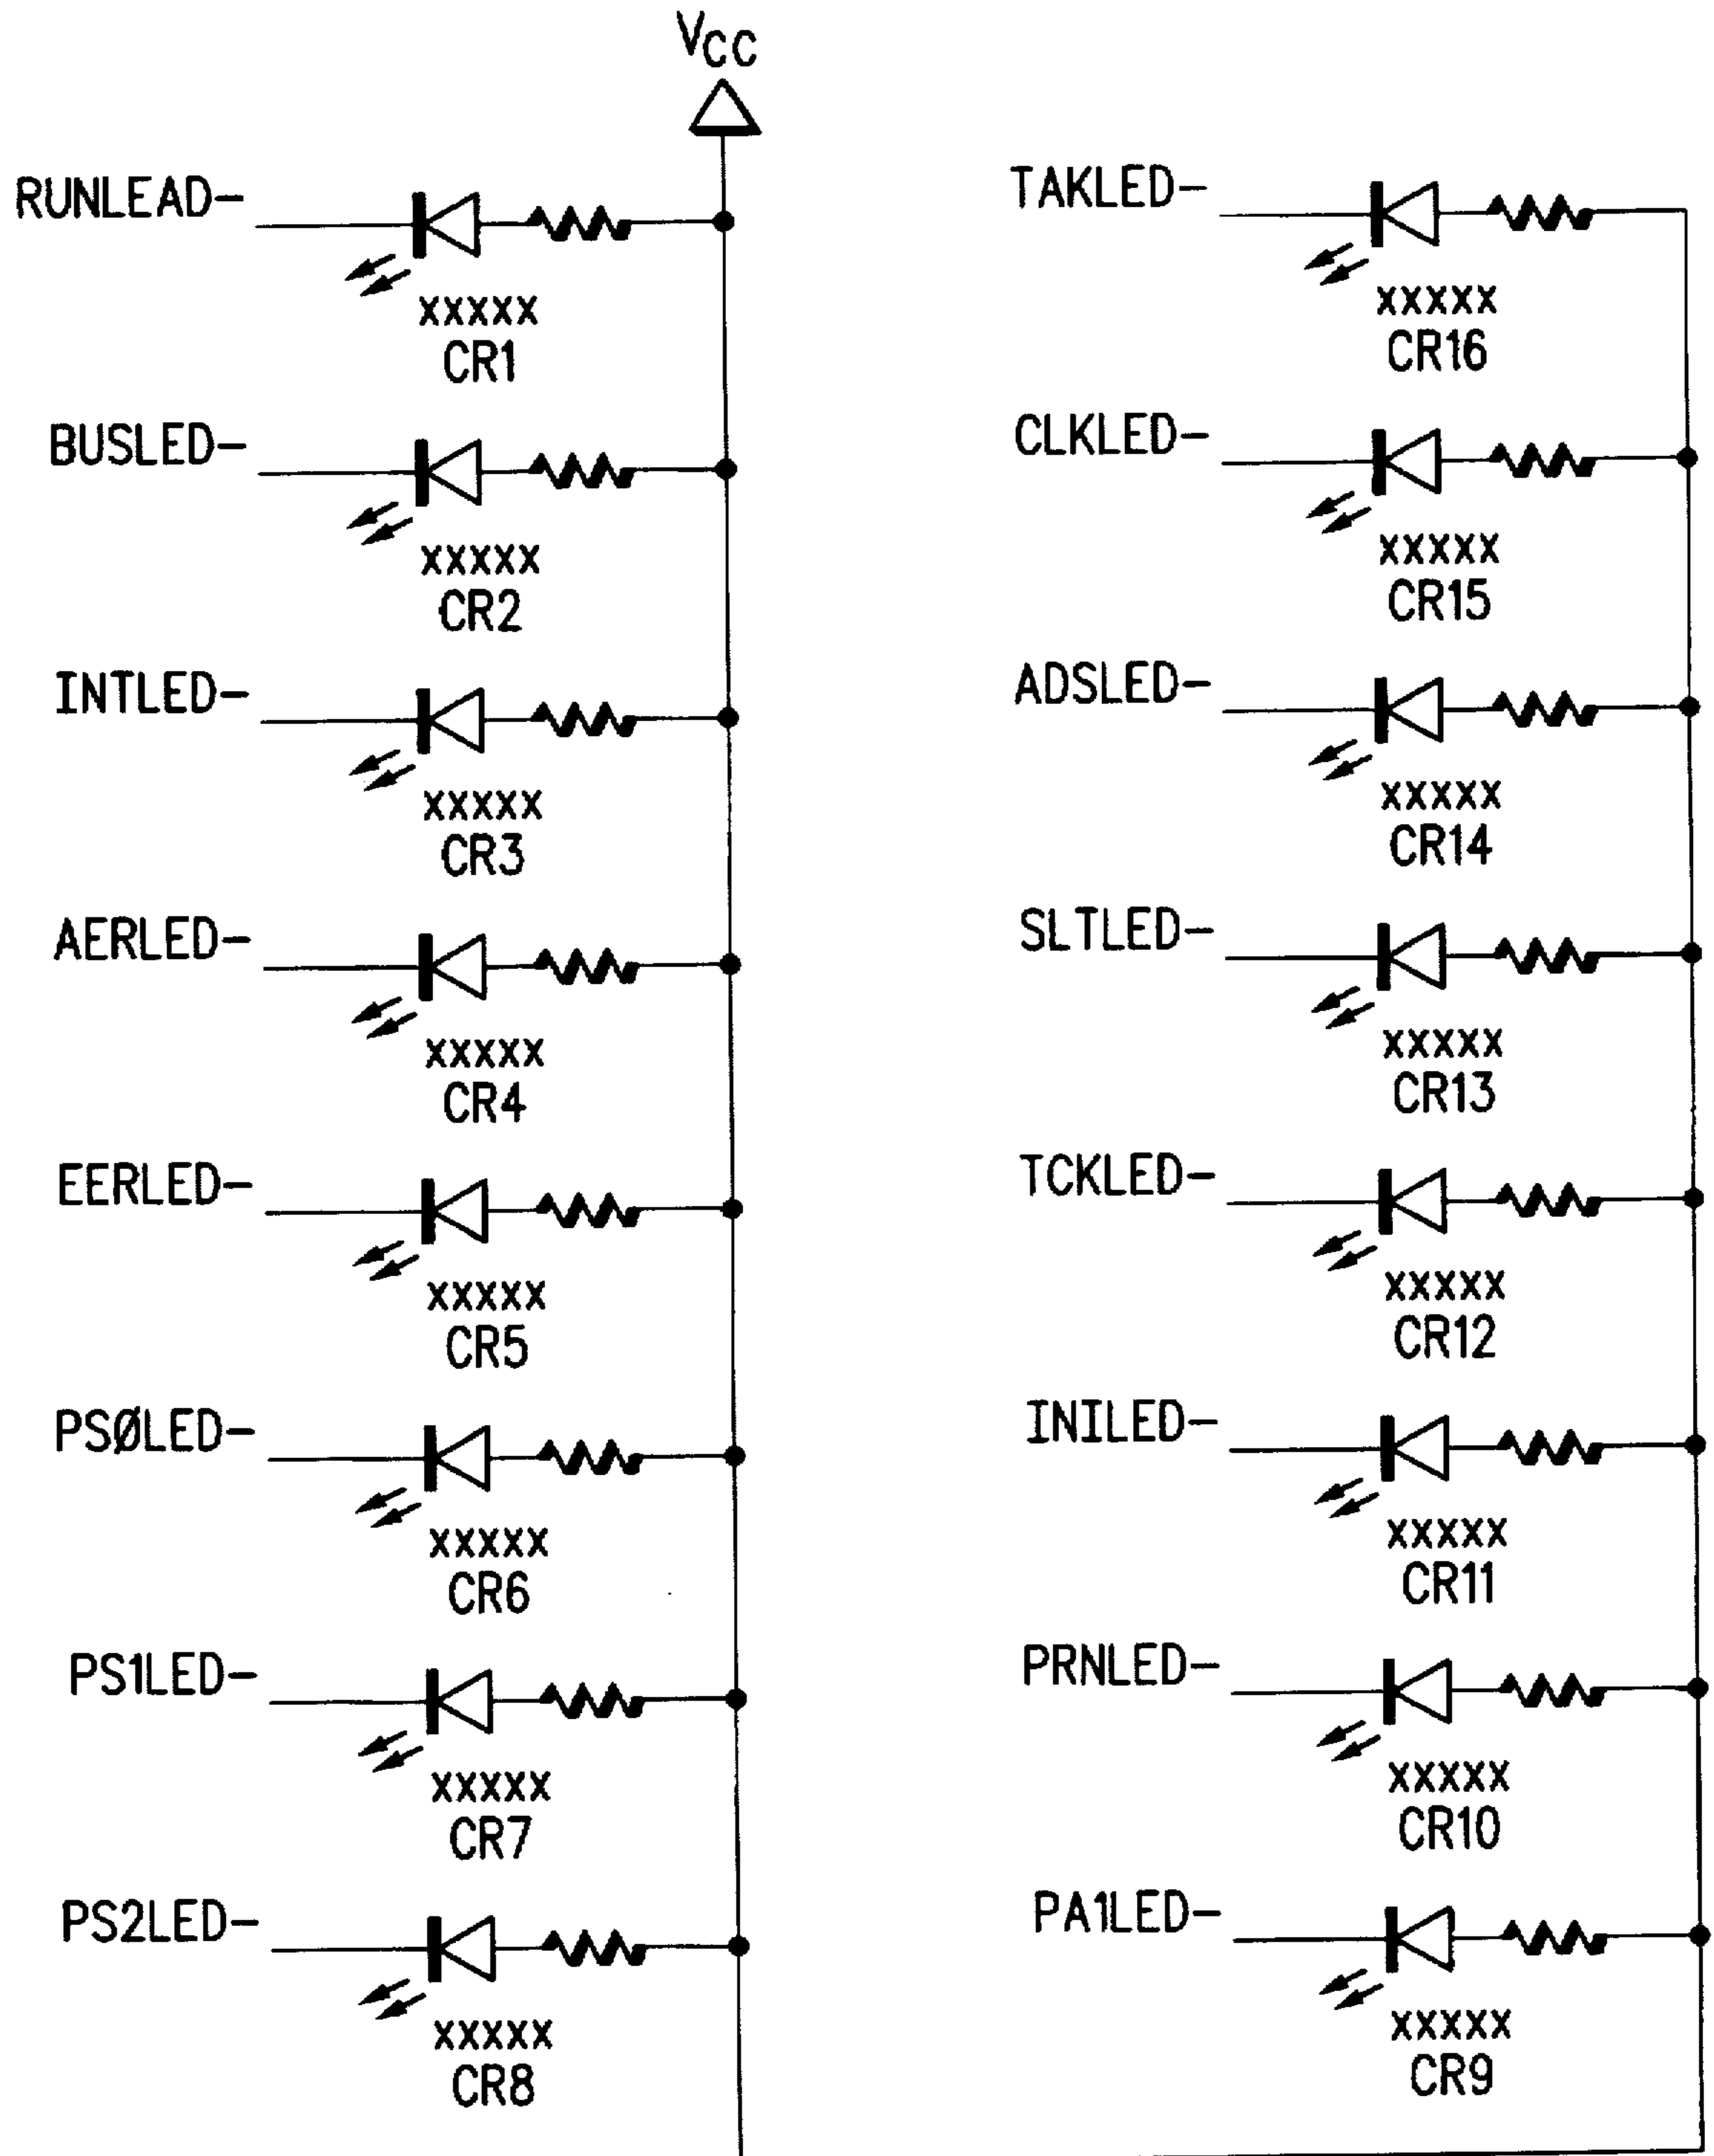 VCC
RUNLEAD-
XXXXX
CR1
BUSLED-
XXXXX
CR2
INTLED-
XXXXX
CR3
AERLED-
XXXXX
CR4
EERLED-
XXXXX
CR5
PSØLED-
XXXXX
CR6
PS1LED-
XXXXX
CR7
PS2LED-
XXXXX
CR8
TAKLED-
XXXXX
CR16
CLKLED-
XXXXX
CR15
ADSLED-
XXXXX
CR14
SLTLED-
XXXXX
CR13
TCKLED-
XXXXX
CR12
INILED-
XXXXX
CR11
PRNLED-
XXXXX
CR10
PA1LED-
XXXXX
CR9